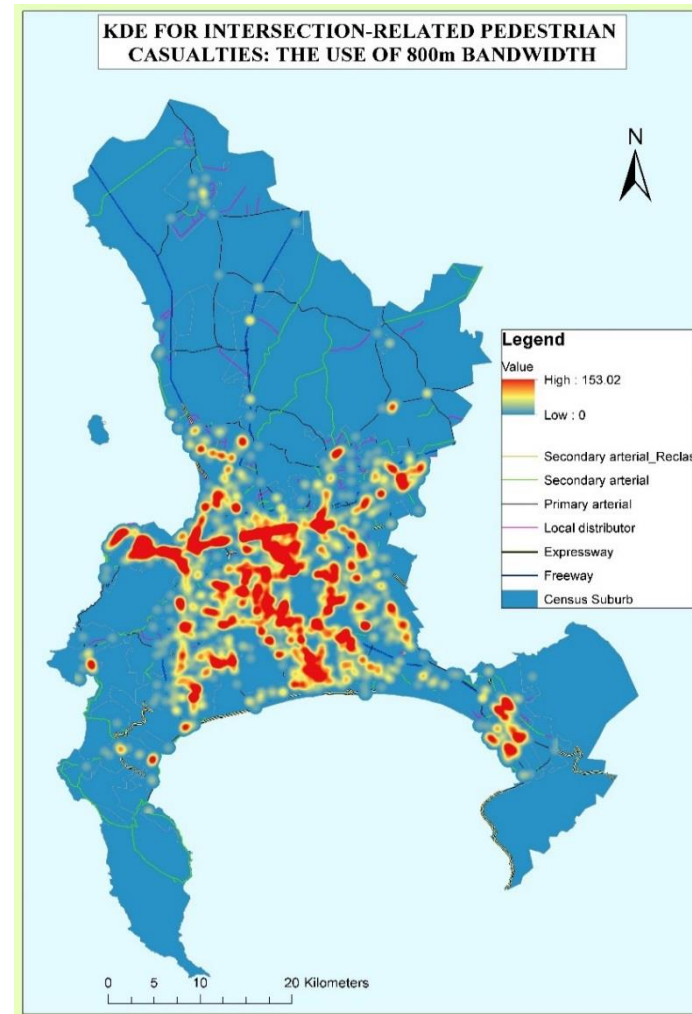 KDE FOR INTERSECTION-RELATED PEDESTRIAN
CASUALTIES: THE USE OF 800m BANDWIDTH
N
Legend
Value
High : 153.02
Low : 0
Secondary arterial_Reclas
Secondary arterial
Primary arterial
Local distributor
Expressway
Freeway
Census Suburb
0 5 10 20 Kilometers